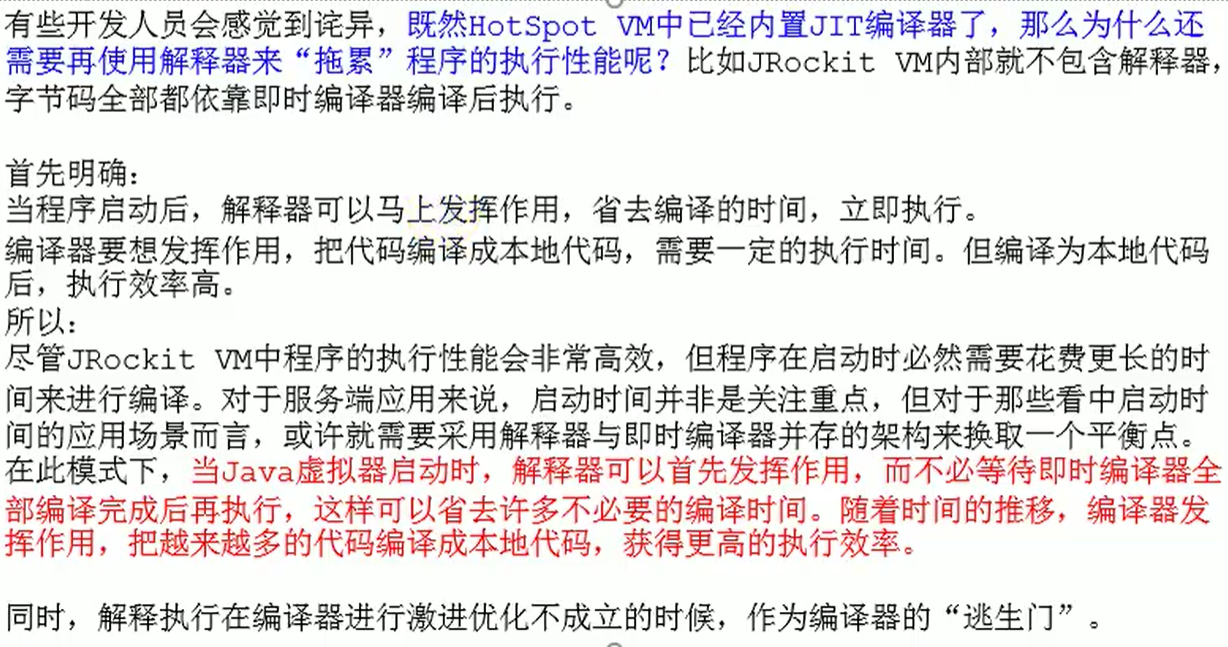 有些开发人员会感觉到诧异，既然HotSpot VM中已经内置JIT编译器了，那么为什么还
需要再使用解释器来“拖累”程序的执行性能呢？比如JRockit VM内部就不包含解释器，
字节码全部都依靠即时编译器编译后执行。
首先明确：
当程序启动后，解释器可以马上发挥作用，省去编译的时间，立即执行。
编译器要想发挥作用，把代码编译成本地代码，需要一定的执行时间。但编译为本地代码
后，执行效率高。
所以：
尽管JRockit VM中程序的执行性能会非常高效，但程序在启动时必然需要花费更长的时
间来进行编译。对于服务端应用来说，启动时间并非是关注重点，但对于那些看中启动时
间的应用场景而言，或许就需要采用解释器与即时编译器并存的架构来换取一个平衡点。
在此模式下，当Java虚拟器启动时，解释器可以首先发挥作用，而不必等待即时编译器全
部编译完成后再执行，这样可以省去许多不必要的编译时间。随着时间的推移，编译器发
挥作用，把越来越多的代码编译成本地代码，获得更高的执行效率。
同时，解释执行在编译器进行激进优化不成立的时候，作为编译器的“逃生门”。